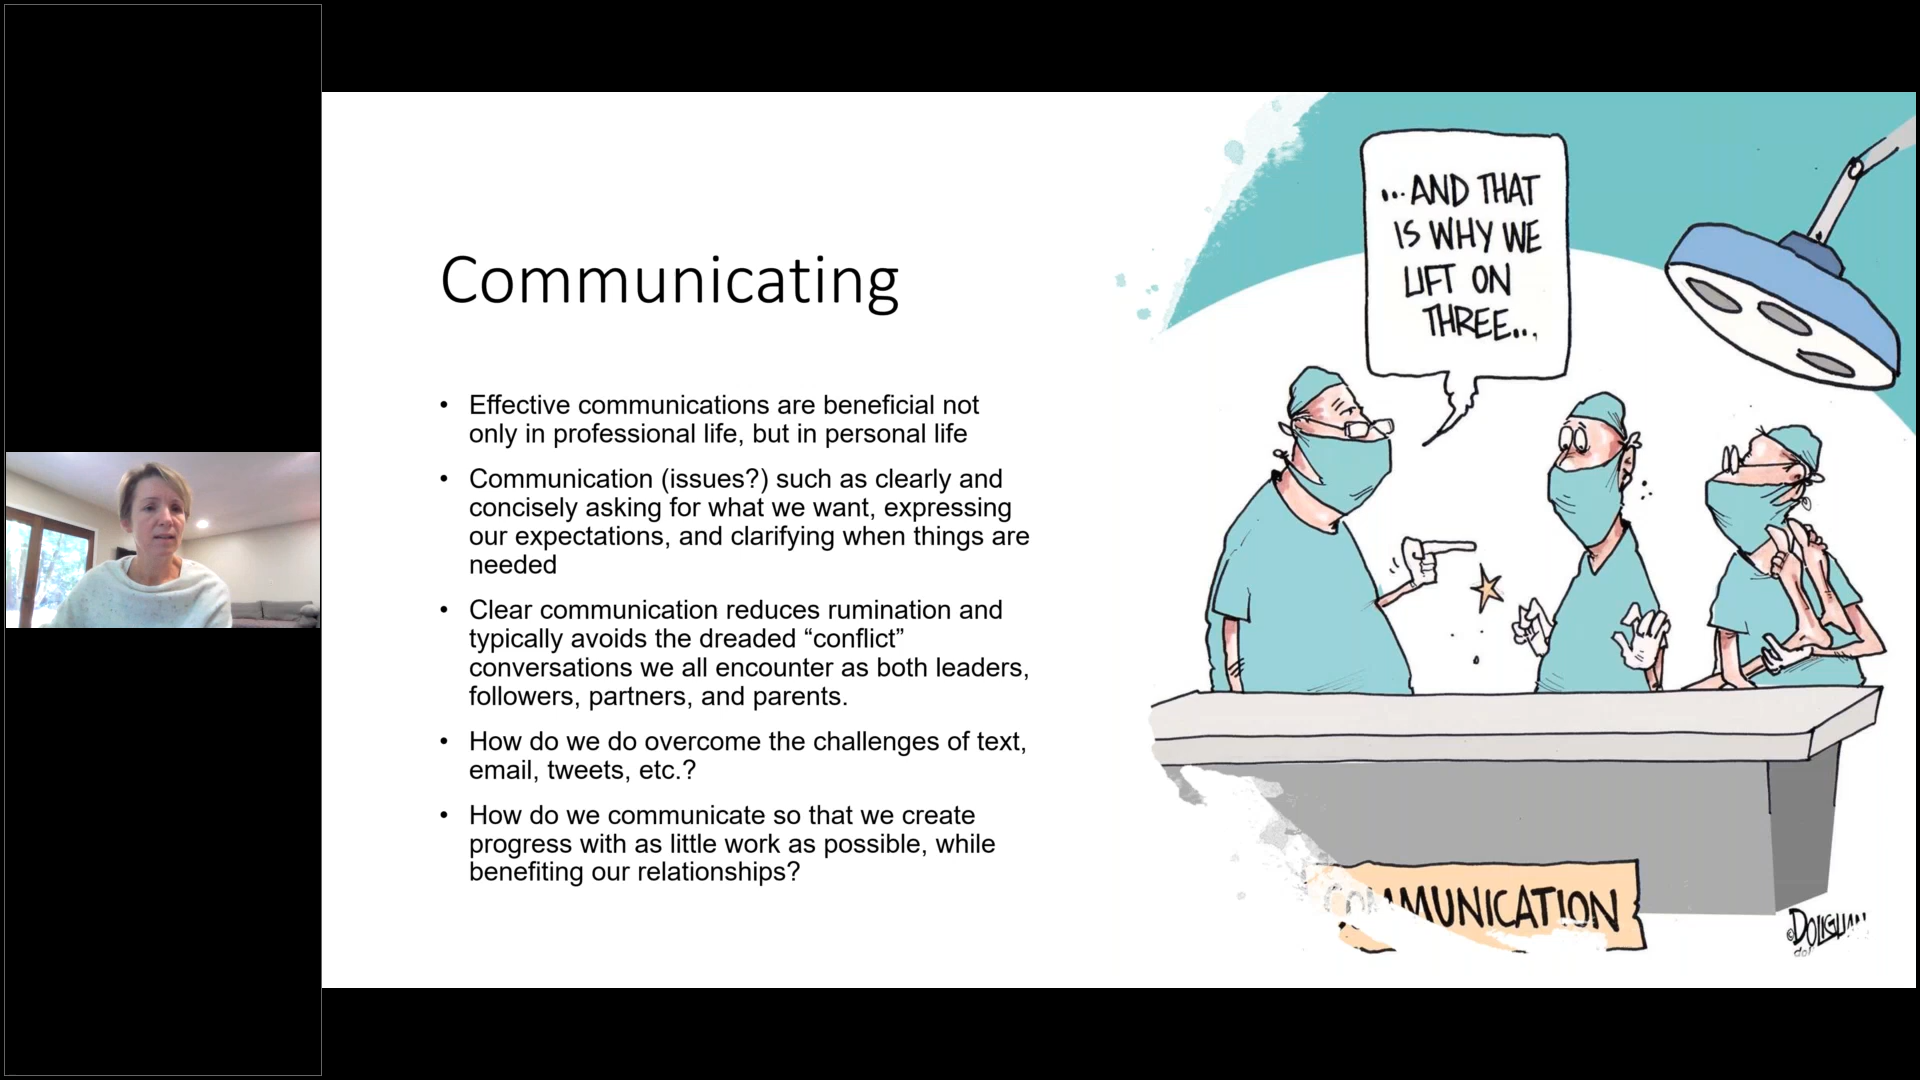 Communicating
• Effective communications are beneficial not
only in professional life, but in personal life
• Communication (issues?) such as clearly and
concisely asking for what we want, expressing
our expectations, and clarifying when things are
needed
• Clear communication reduces rumination and
typically avoids the dreaded “conflict”
conversations we all encounter as both leaders,
followers, partners, and parents.
• How do we do overcome the challenges of text,
email, tweets, etc.?
• How do we communicate so that we create
progress with as little work as possible, while
benefiting our relationships?
...AND THAT
IS WHY WE
LIFT ON
THREE...
COMMUNICATION